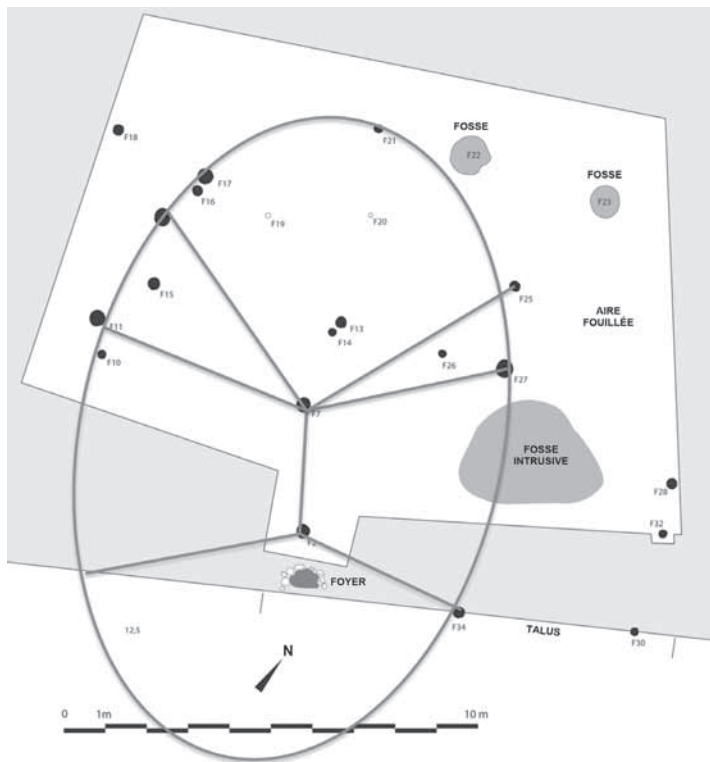 F18
F21
FOSSE
F22
F17
FOSSE
F16
F23
F19
F20
F15
F25
AIRE
FOUILLÉE
F11
F13
F14
F10
F26
F27
F7
FOSSE
INTRUSIVE
F28
F32
F2
FOYER
F34
TALUS
F30
12,5
N
0 1m 10 m